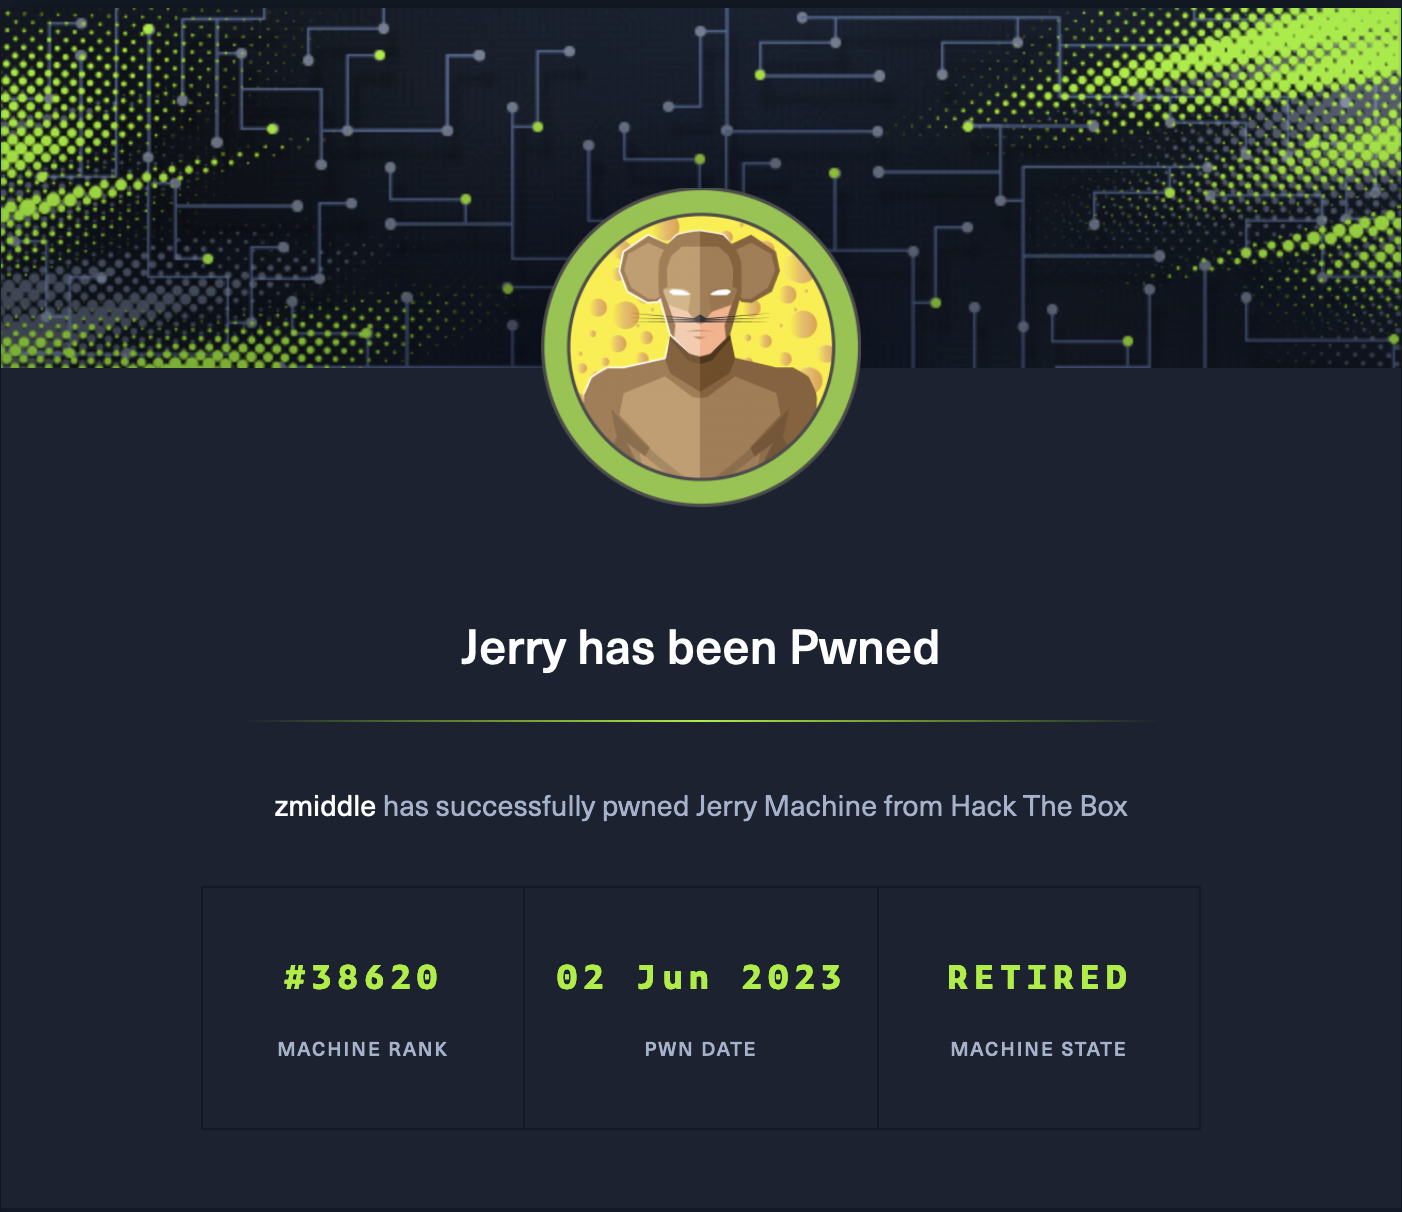 Jerry has been Pwned
zmiddle has successfully pwned Jerry Machine from Hack The Box
#38620
MACHINE RANK
02 Jun 2023
PWN DATE
RETIRED
MACHINE STATE